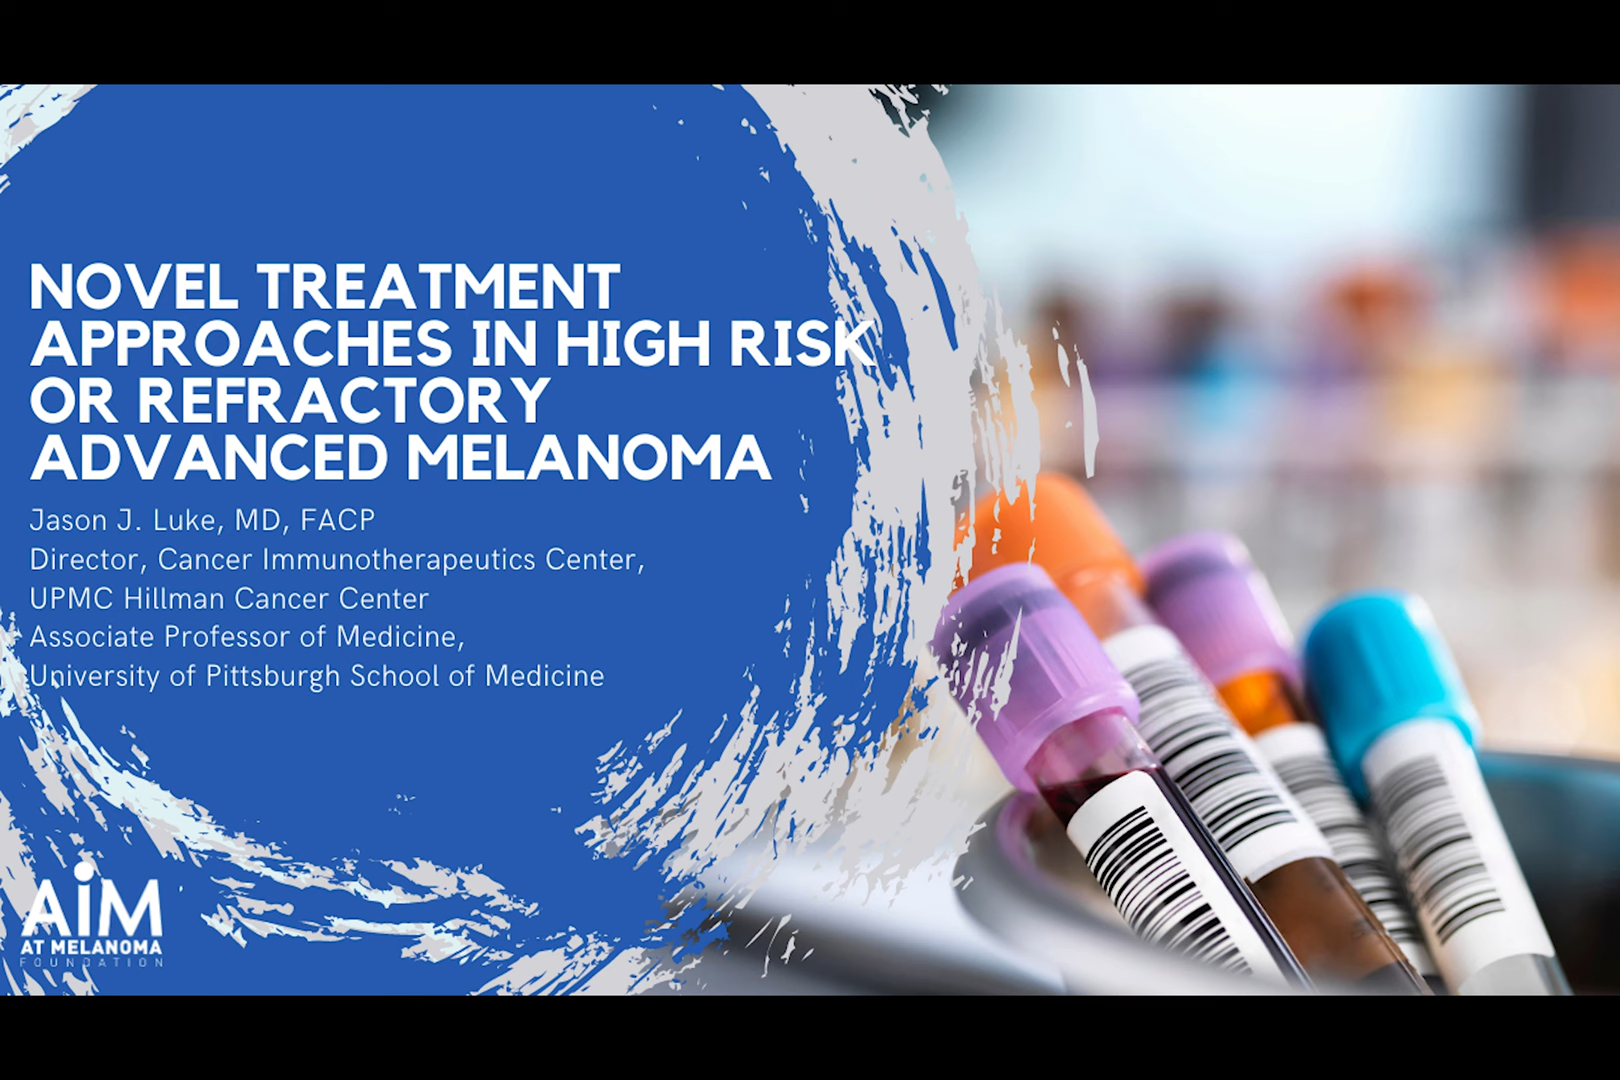 NOVEL TREATMENT
APPROACHES IN HIGH RISK
OR REFRACTORY
ADVANCED MELANOMA
Jason J. Luke, MD, FACP
Director, Cancer Immunotherapeutics Center,
UPMC Hillman Cancer Center
Associate Professor of Medicine,
University of Pittsburgh School of Medicine
AiM
AT MELANOMA
FOUNDATION